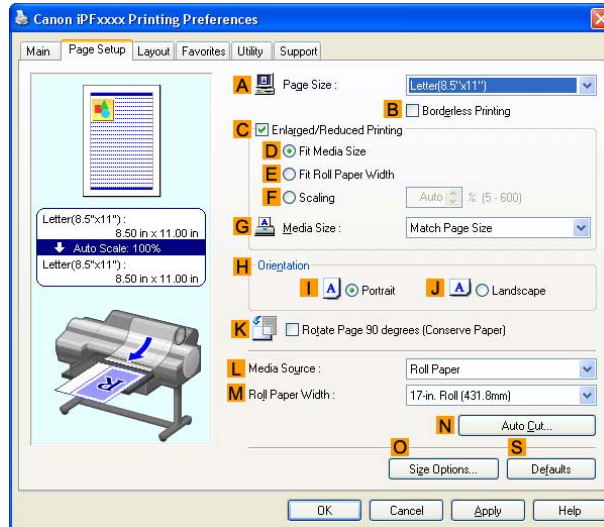 Canon iPFxxxx Printing Preferences
Main Page Setup Layout Favorites Utility Support
A Page Size : Letter(8.5"x11")
B Borderless Printing
C Enlarged/Reduced Printing
D Fit Media Size
E Fit Roll Paper Width
F Scaling Auto % (5 - 600)
Letter(8.5"x11") :
8.50 in x 11.00 in
Auto Scale: 100%
Letter(8.5"x11") :
8.50 in x 11.00 in
G A Media Size : Match Page Size
H Orientation
I A Portrait J A Landscape
K Rotate Page 90 degrees (Conserve Paper)
R
L Media Source : Roll Paper
M Roll Paper Width : 17-in. Roll (431.8mm)
N Auto Cut...
O S
Size Options... Defaults
OK Cancel Apply Help